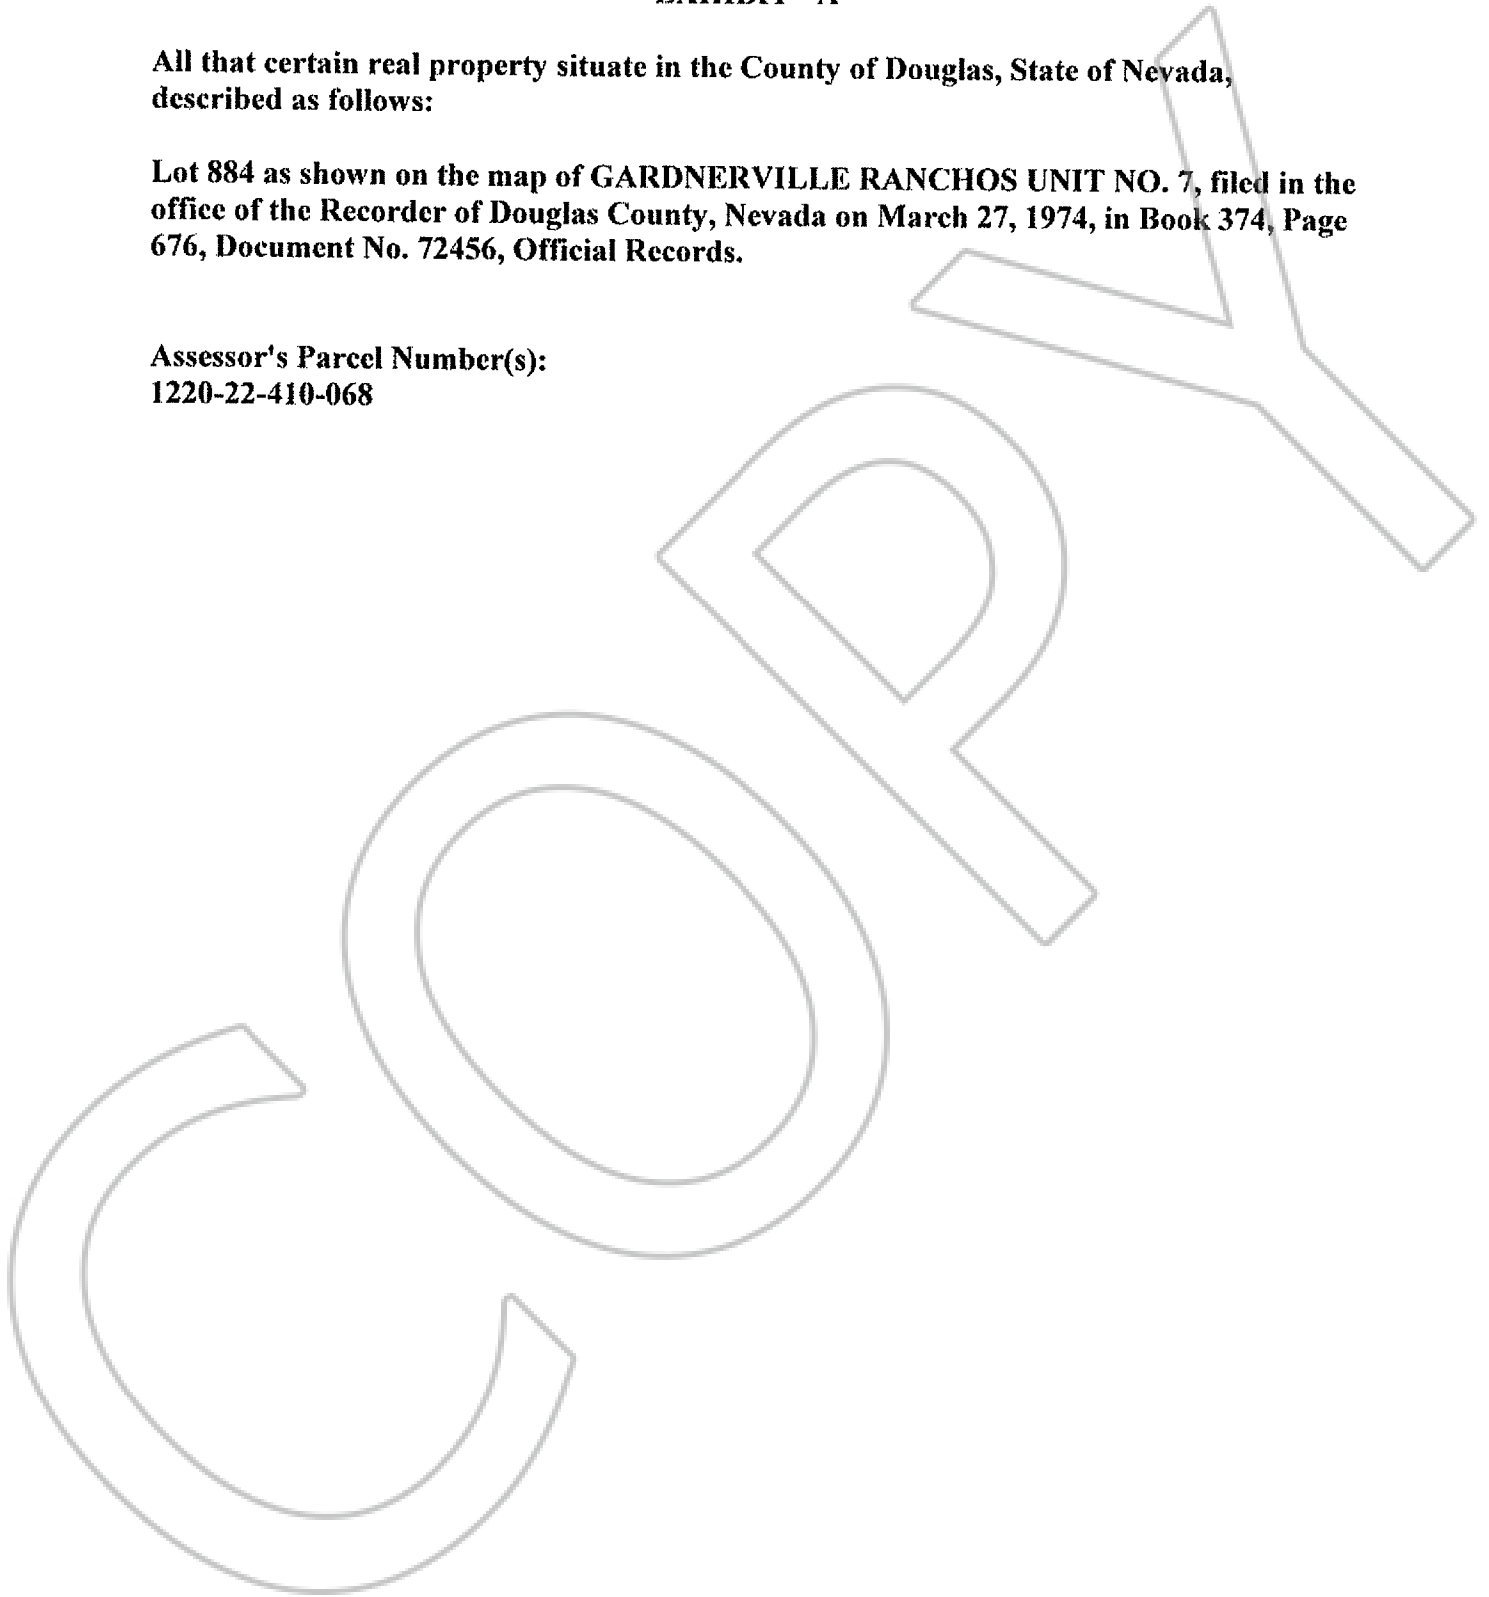 All that certain real property situate in the County of Douglas, State of Nevada,
described as follows:
Lot 884 as shown on the map of GARDNERVILLE RANCHOS UNIT NO. 7, filed in the
office of the Recorder of Douglas County, Nevada on March 27, 1974, in Book 374, Page
676, Document No. 72456, Official Records.
Assessor's Parcel Number(s):
1220-22-410-068
COPY